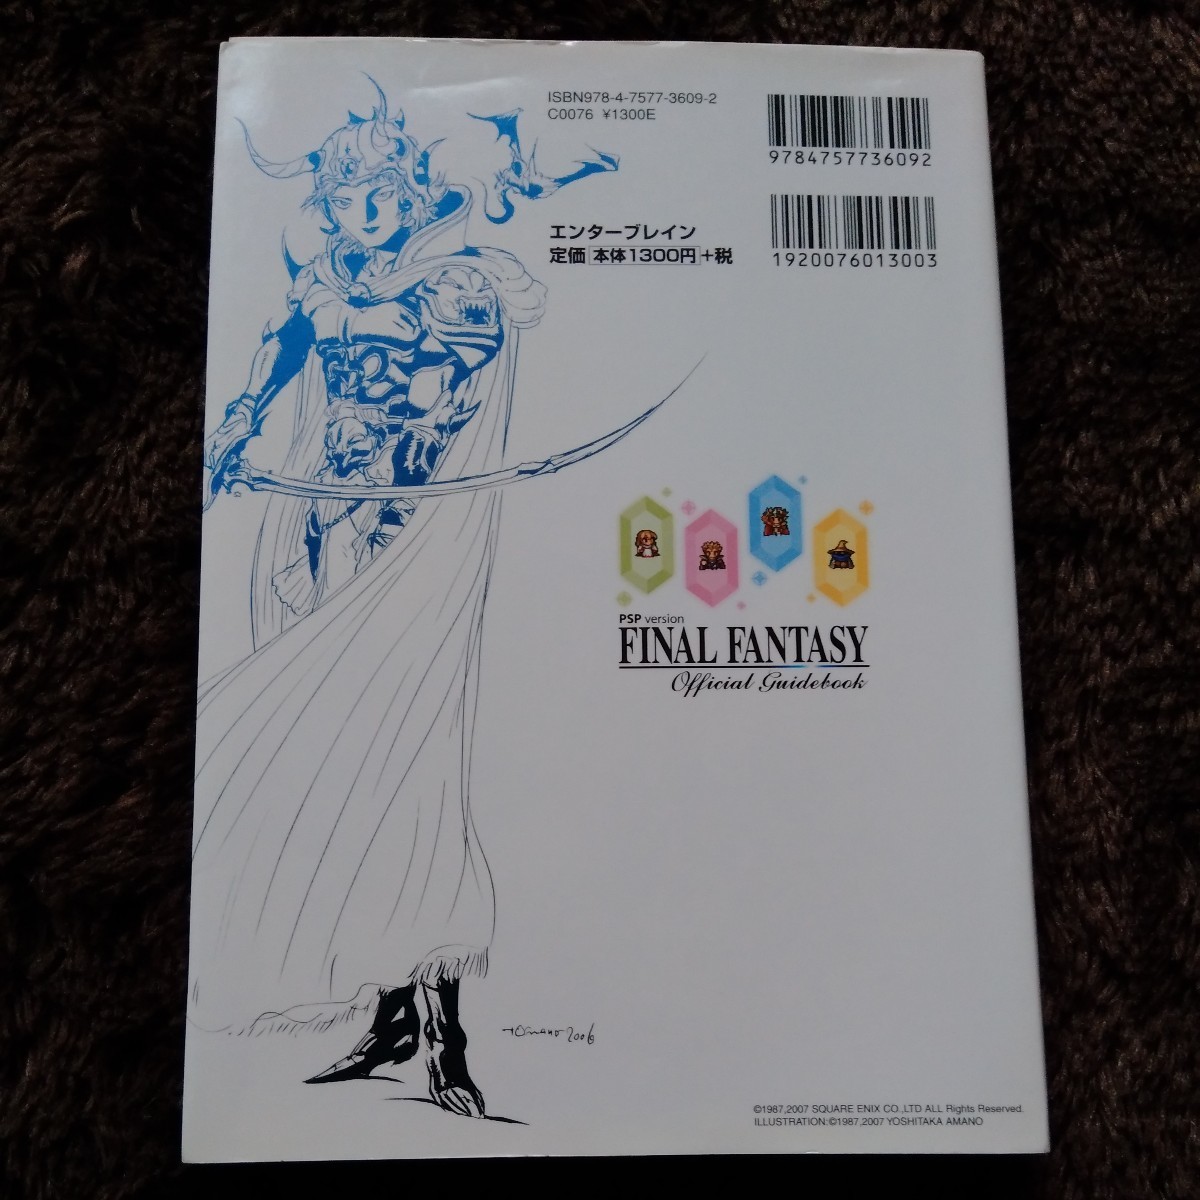 ISBN978-4-7577-3609-2
C0076 ¥1300E
9784757736092
エンターブレイン
定価 本体1300円 +税
1920076013003
PSP version
FINAL FANTASY
Official Guidebook
2006
©1987,2007 SQUARE ENIX CO.,LTD ALL Rights Reserved.
ILLUSTRATION:©1987,2007 YOSHITAKA AMANO